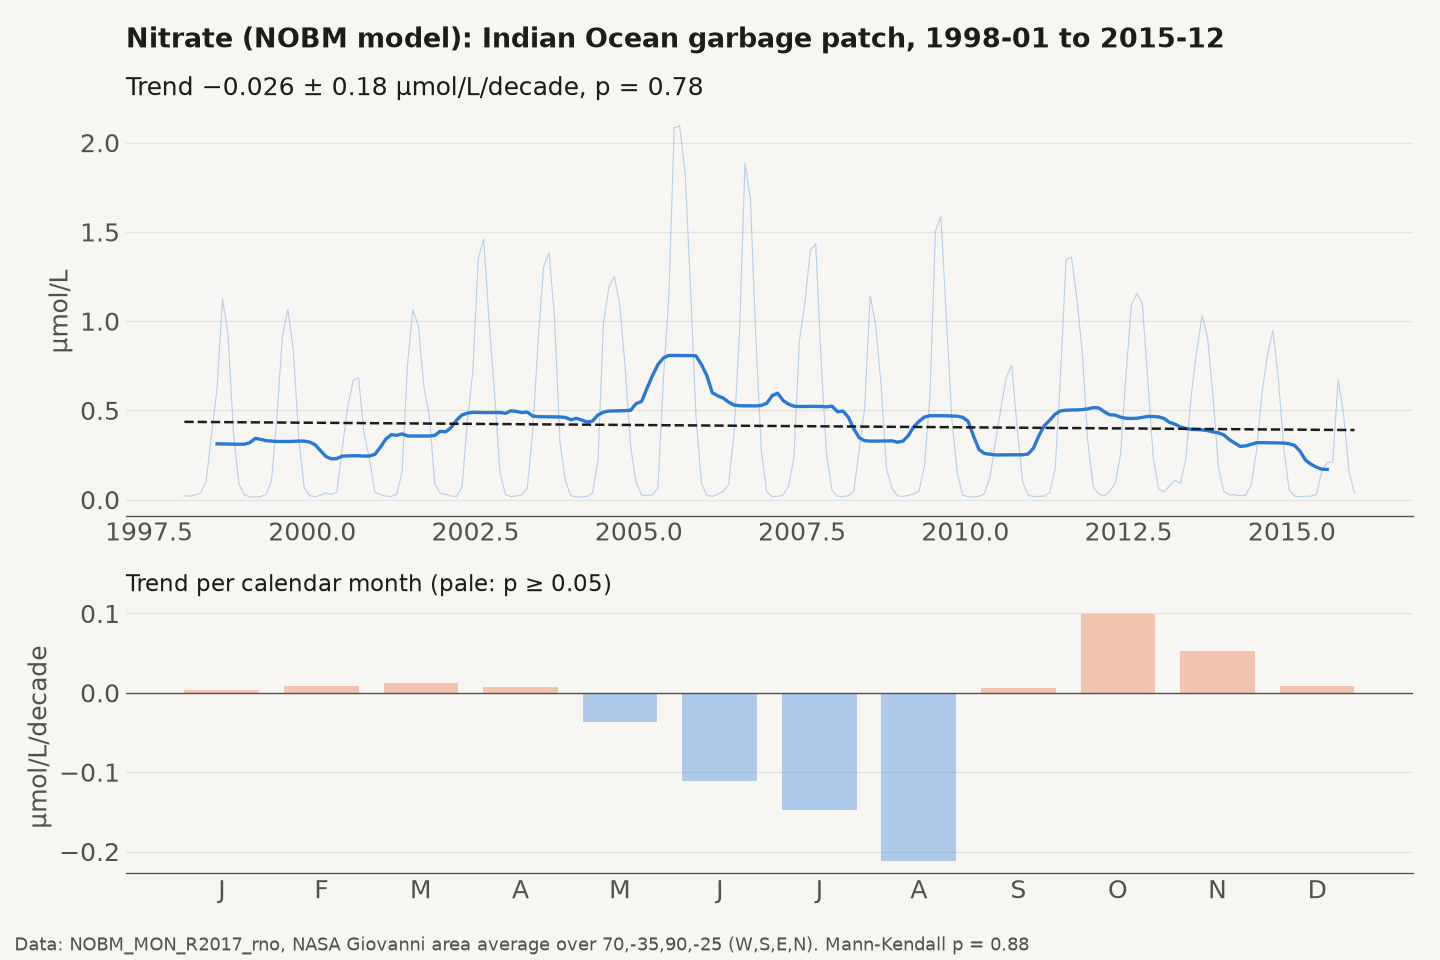 Nitrate (NOBM model): Indian Ocean garbage patch, 1998-01 to 2015-12
Trend −0.026 ± 0.18 µmol/L/decade, p = 0.78
µmol/L
2.0
1.5
1.0
0.5
0.0
1997.5 2000.0 2002.5 2005.0 2007.5 2010.0 2012.5 2015.0
Trend per calendar month (pale: p ≥ 0.05)
µmol/L/decade
0.1
0.0
−0.1
−0.2
J F M A M J J A S O N D
Data: NOBM_MON_R2017_rno, NASA Giovanni area average over 70,-35,90,-25 (W,S,E,N). Mann-Kendall p = 0.88